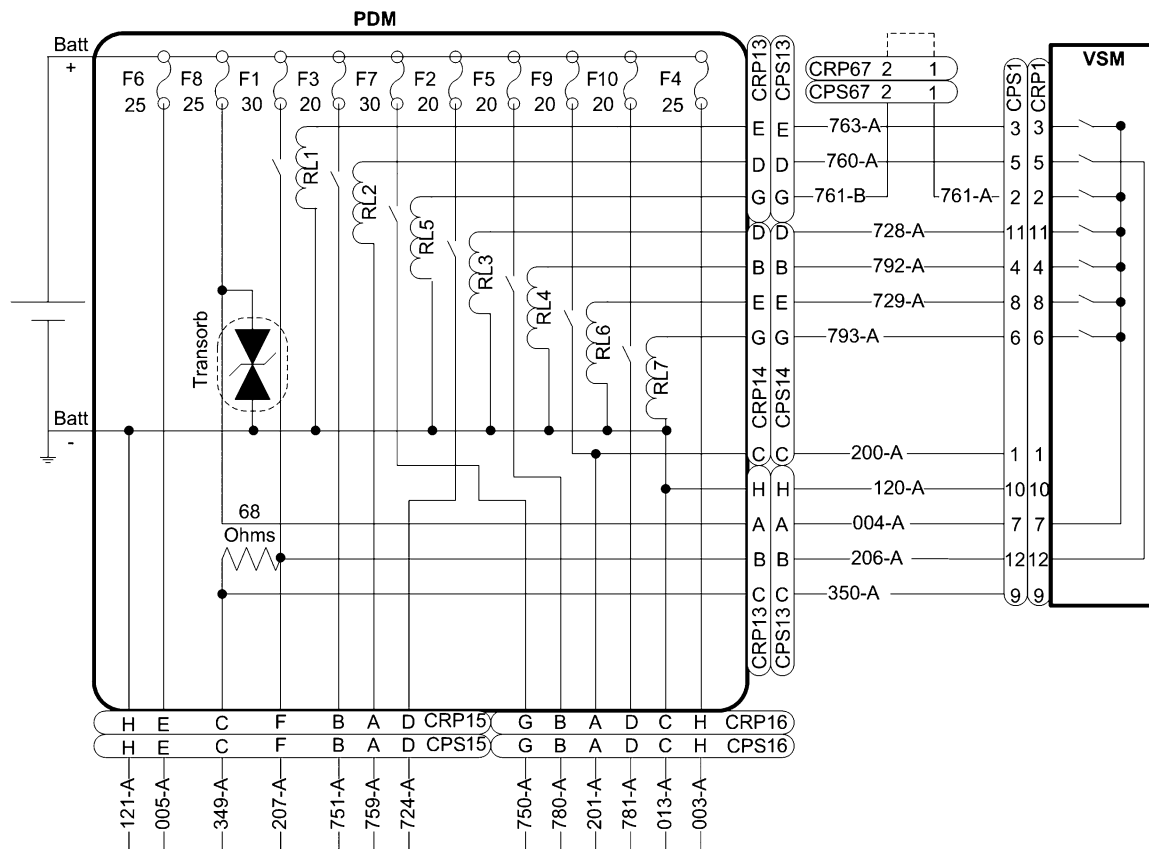 PDM
Batt
+
F6 F8 F1 F3 F7 F2 F5 F9 F10 F4
25 25 30 20 30 20 20 20 20 25
CRP13 CPS13
CRP67 2 1
CPS67 2 1
CPS1 CRP1
VSM
E E 763-A 3 3
D D 760-A 5 5
G G 761-B 761-A 2 2
D D 728-A 11 11
B B 792-A 4 4
E E 729-A 8 8
G G 793-A 6 6
RL1
RL2
RL5
RL3
RL4
RL6
RL7
Transorb
Batt
-
CRP14 CPS14
C C 200-A 1 1
H H 120-A 10 10
A A 004-A 7 7
68
Ohms
B B 206-A 12 12
C C 350-A 9 9
CRP13 CPS13
H E C F B A D CRP15 G B A D C H CRP16
H E C F B A D CPS15 G B A D C H CPS16
121-A 005-A 349-A 207-A 751-A 759-A 724-A 750-A 780-A 201-A 781-A 013-A 003-A